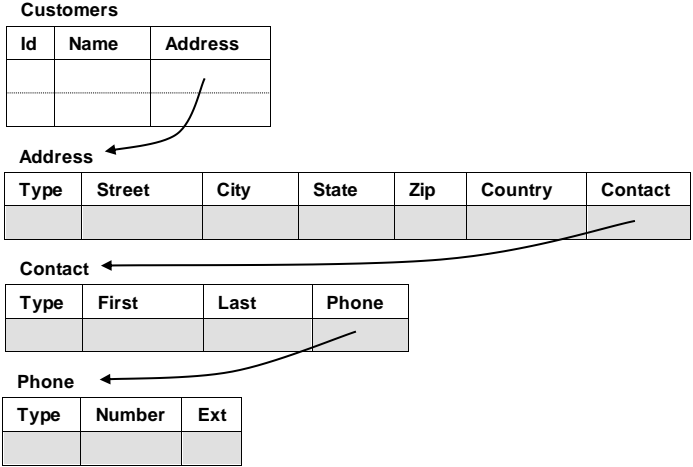 Customers
Id Name Address
Address
Type Street City State Zip Country Contact
Contact
Type First Last Phone
Phone
Type Number Ext